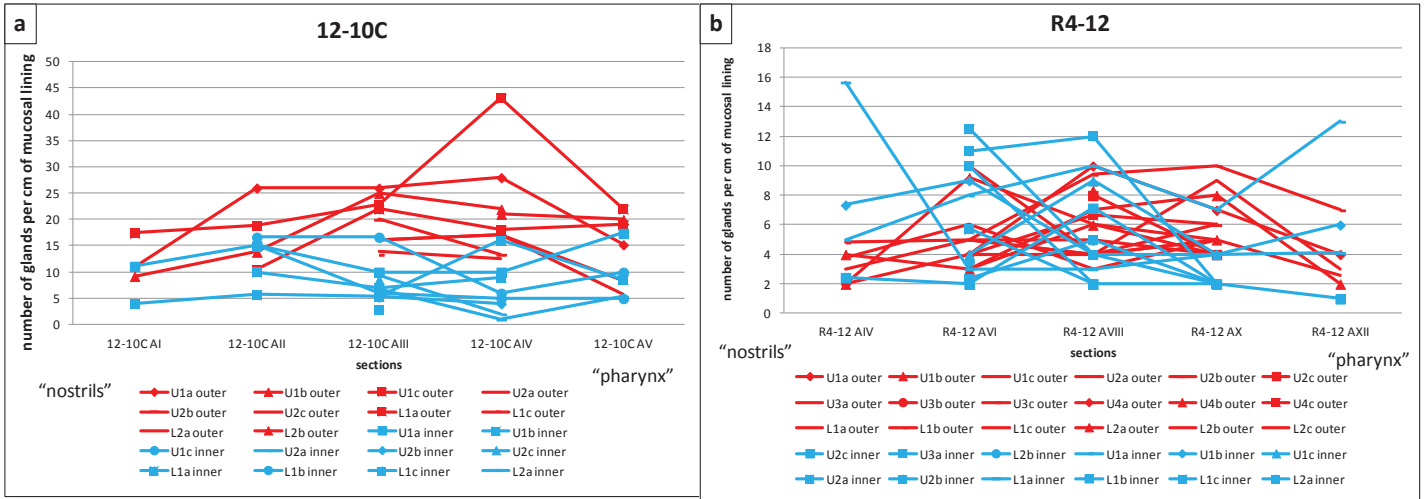 a
12-10C
number of glands per cm of mucosal lining
50
45
40
35
30
25
20
15
10
5
0
12-10C AI 12-10C AII 12-10C AIII 12-10C AIV 12-10C AV
sections
“nostrils” “pharynx”
U1a outer U1b outer U1c outer U2a outer
U2b outer U2c outer L1a outer L1c outer
L2a outer L2b outer U1a inner U1b inner
U1c inner U2a inner U2b inner U2c inner
L1a inner L1b inner L1c inner L2a inner
b
R4-12
number of glands per cm of mucosal lining
18
16
14
12
10
8
6
4
2
0
R4-12 AIV R4-12 AVI R4-12 AVIII R4-12 AX R4-12 AXII
sections
“nostrils” “pharynx”
U1a outer U1b outer U1c outer U2a outer U2b outer U2c outer
U3a outer U3b outer U3c outer U4a outer U4b outer U4c outer
L1a outer L1b outer L1c outer L2a outer L2b outer L2c outer
U2c inner U3a inner L2b inner U1a inner U1b inner U1c inner
U2a inner U2b inner L1a inner L1b inner L1c inner L2a inner